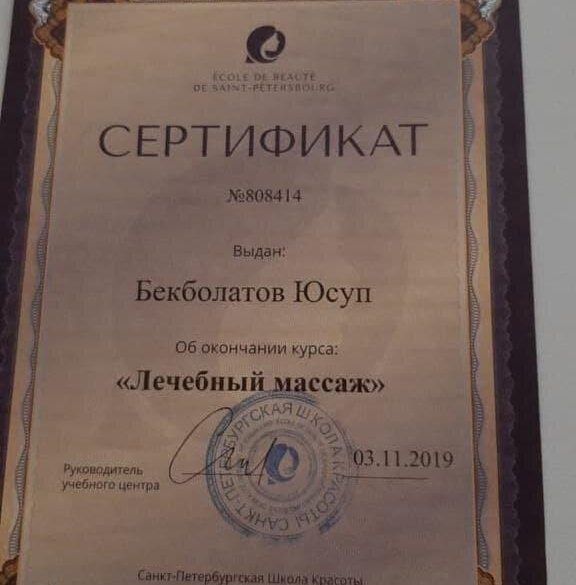 ÉCOLE DE BEAUTÉ
DE SAINT-PÉTERSBOURG
СЕРТИФИКАТ
№808414
Выдан:
Бекболатов Юсуп
Об окончании курса:
«Лечебный массаж»
Руководитель
учебного центра
03.11.2019
САНКТ-ПЕТЕРБУРГСКАЯ ШКОЛА КРАСОТЫ
Санкт-Петербургская Школа Красоты